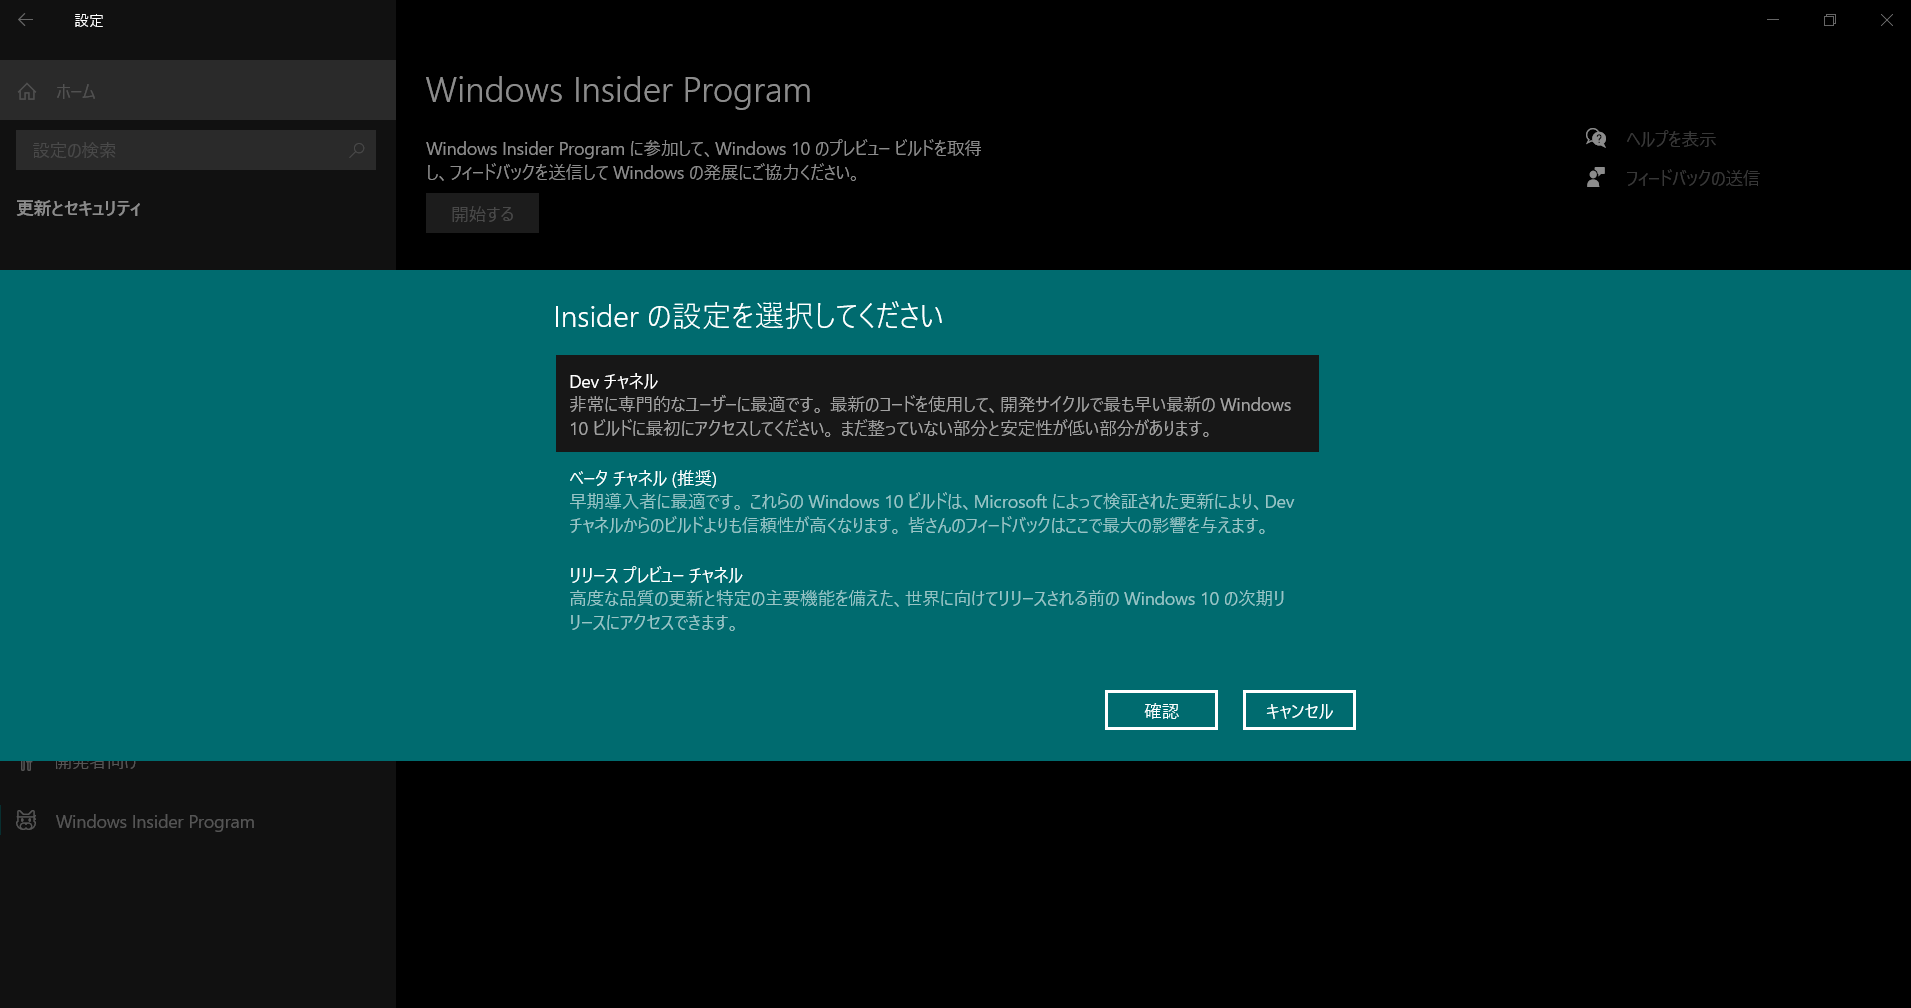 設定
ホーム
設定の検索
更新とセキュリティ
Windows Insider Program
Windows Insider Program に参加して、Windows 10 のプレビュー ビルドを取得
し、フィードバックを送信して Windows の発展にご協力ください。
開始する
ヘルプを表示
フィードバックの送信
Insider の設定を選択してください
Dev チャネル
非常に専門的なユーザーに最適です。最新のコードを使用して、開発サイクルで最も早い最新の Windows
10 ビルドに最初にアクセスしてください。まだ整っていない部分と安定性が低い部分があります。
ベータ チャネル (推奨)
早期導入者に最適です。これらの Windows 10 ビルドは、Microsoft によって検証された更新により、Dev
チャネルからのビルドよりも信頼性が高くなります。皆さんのフィードバックはここで最大の影響を与えます。
リリース プレビュー チャネル
高度な品質の更新と特定の主要機能を備えた、世界に向けてリリースされる前の Windows 10 の次期リ
リースにアクセスできます。
確認
キャンセル
開発者向け
Windows Insider Program